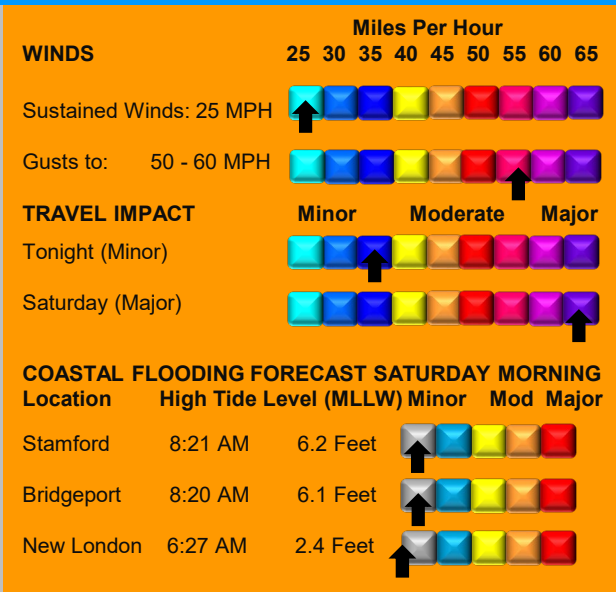 Miles Per Hour
WINDS 25 30 35 40 45 50 55 60 65
Sustained Winds: 25 MPH
Gusts to: 50 - 60 MPH
TRAVEL IMPACT Minor Moderate Major
Tonight (Minor)
Saturday (Major)
COASTAL FLOODING FORECAST SATURDAY MORNING
Location High Tide Level (MLLW) Minor Mod Major
Stamford 8:21 AM 6.2 Feet
Bridgeport 8:20 AM 6.1 Feet
New London 6:27 AM 2.4 Feet